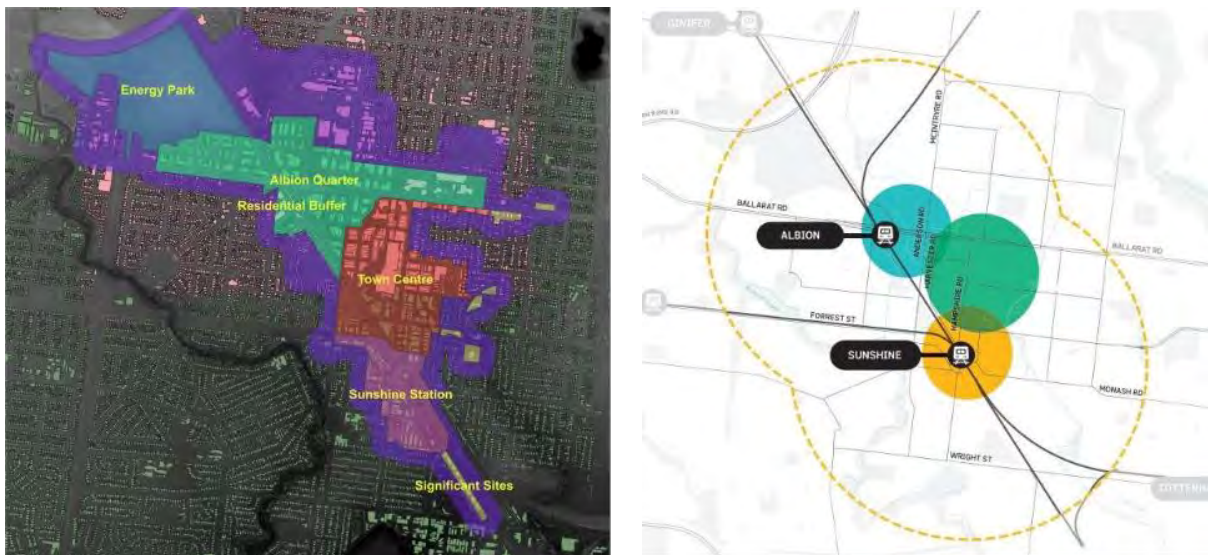 Energy Park
Albion Quarter
Residential Buffer
Town Centre
Sunshine Station
Significant Sites
GINIFER
MCINTYRE RD
BALLARAT RD
ALBION
ANDERSON RD
HARVESTER RD
BALLARAT RD
HAMPSHIRE RD
FORREST ST
SUNSHINE
MONASH RD
WRIGHT ST